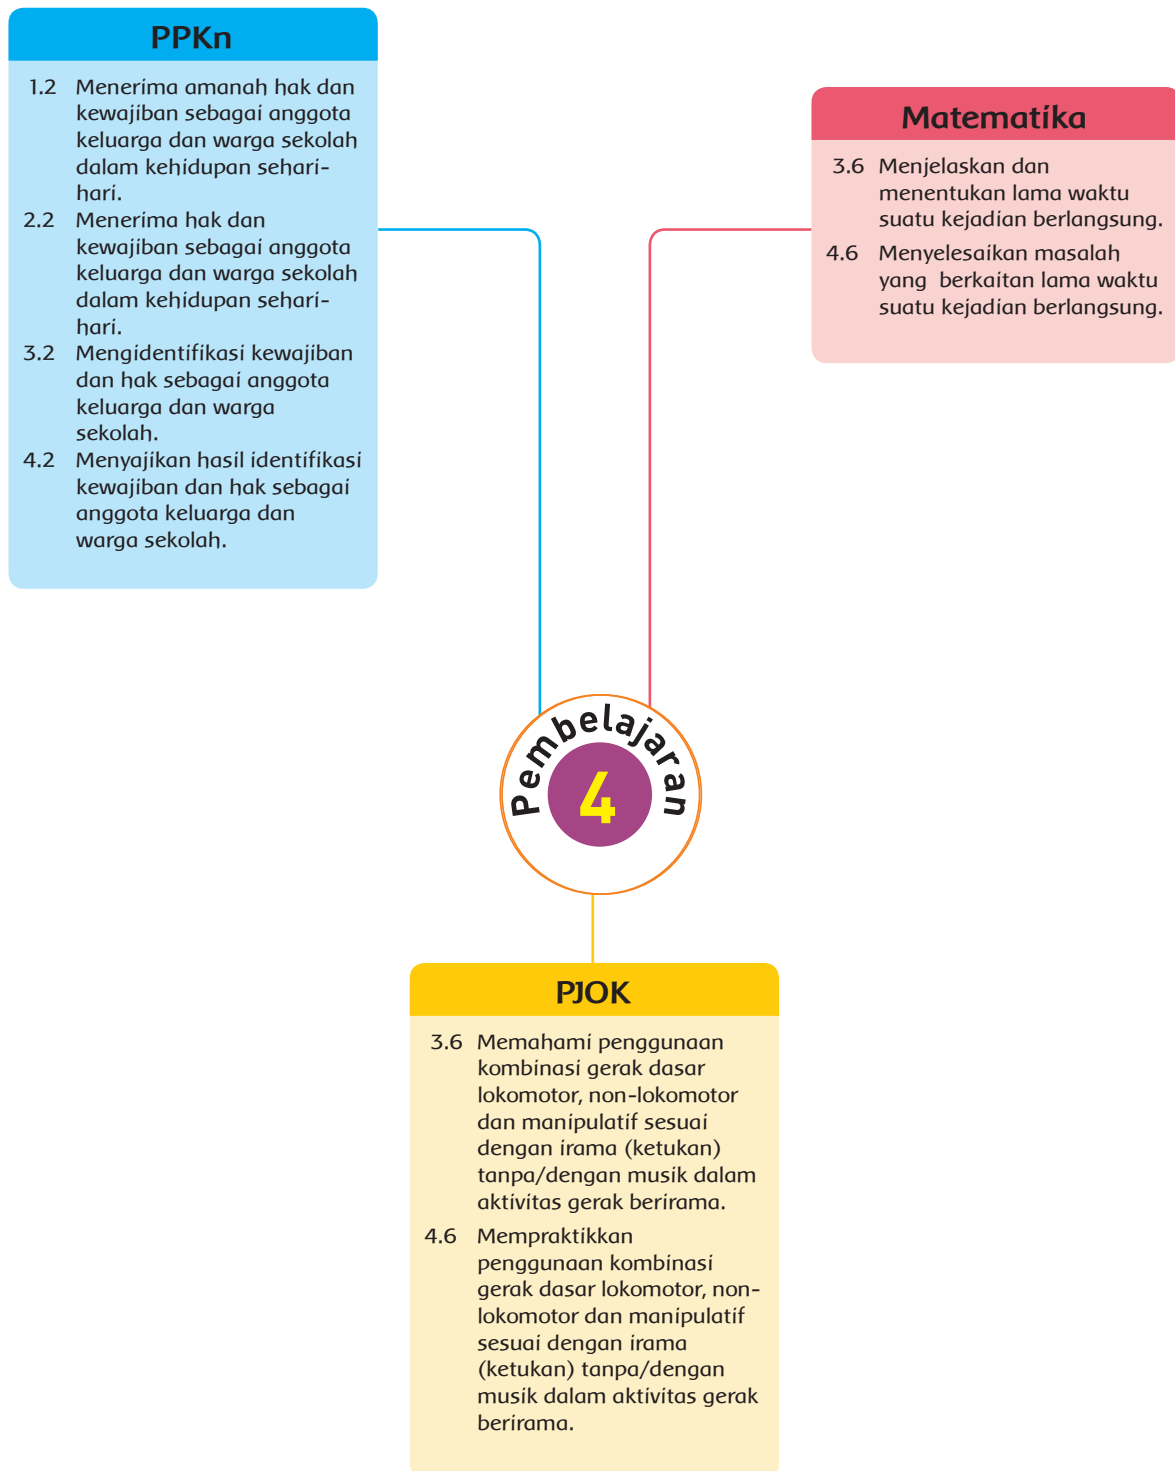 PPKn
1.2 Menerima amanah hak dan
kewajiban sebagai anggota
keluarga dan warga sekolah
dalam kehidupan sehari-
hari.
2.2 Menerima hak dan
kewajiban sebagai anggota
keluarga dan warga sekolah
dalam kehidupan sehari-
hari.
3.2 Mengidentifikasi kewajiban
dan hak sebagai anggota
keluarga dan warga
sekolah.
4.2 Menyajikan hasil identifikasi
kewajiban dan hak sebagai
anggota keluarga dan
warga sekolah.
Matematika
3.6 Menjelaskan dan
menentukan lama waktu
suatu kejadian berlangsung.
4.6 Menyelesaikan masalah
yang berkaitan lama waktu
suatu kejadian berlangsung.
Pembelajaran
4
PJOK
3.6 Memahami penggunaan
kombinasi gerak dasar
lokomotor, non-lokomotor
dan manipulatif sesuai
dengan irama (ketukan)
tanpa/dengan musik dalam
aktivitas gerak berirama.
4.6 Mempraktikkan
penggunaan kombinasi
gerak dasar lokomotor, non-
lokomotor dan manipulatif
sesuai dengan irama
(ketukan) tanpa/dengan
musik dalam aktivitas gerak
berirama.